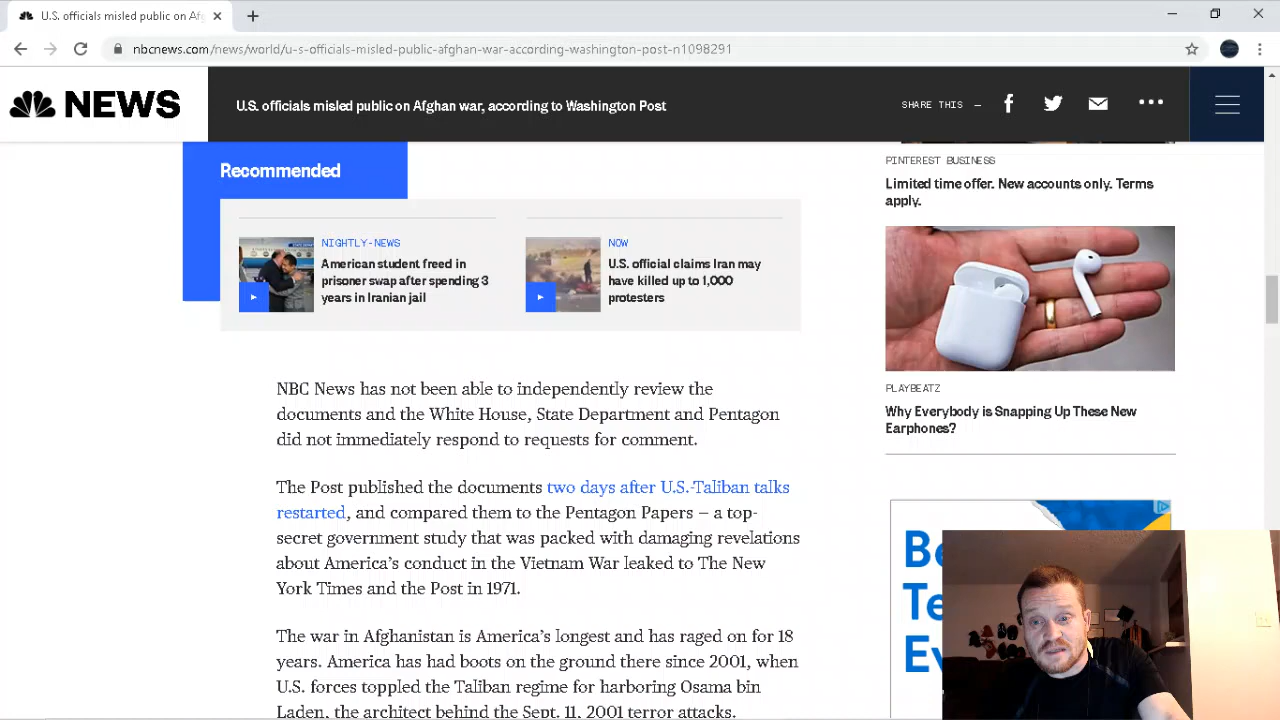 U.S. officials misled public on Af
nbcnews.com/news/world/u-s-officials-misled-public-afghan-war-according-washington-post-n1098291
NEWS
U.S. officials misled public on Afghan war, according to Washington Post
SHARE THIS —
Recommended
NIGHTLY-NEWS
American student freed in
prisoner swap after spending 3
years in Iranian jail
NOW
U.S. official claims Iran may
have killed up to 1,000
protesters
NBC News has not been able to independently review the
documents and the White House, State Department and Pentagon
did not immediately respond to requests for comment.
The Post published the documents two days after U.S.-Taliban talks
restarted, and compared them to the Pentagon Papers — a top-
secret government study that was packed with damaging revelations
about America's conduct in the Vietnam War leaked to The New
York Times and the Post in 1971.
The war in Afghanistan is America's longest and has raged on for 18
years. America has had boots on the ground there since 2001, when
U.S. forces toppled the Taliban regime for harboring Osama bin
Laden, the architect behind the Sept. 11, 2001 terror attacks.
PINTEREST BUSINESS
Limited time offer. New accounts only. Terms
apply.
PLAYBEATZ
Why Everybody is Snapping Up These New
Earphones?
Be
Te
Ev